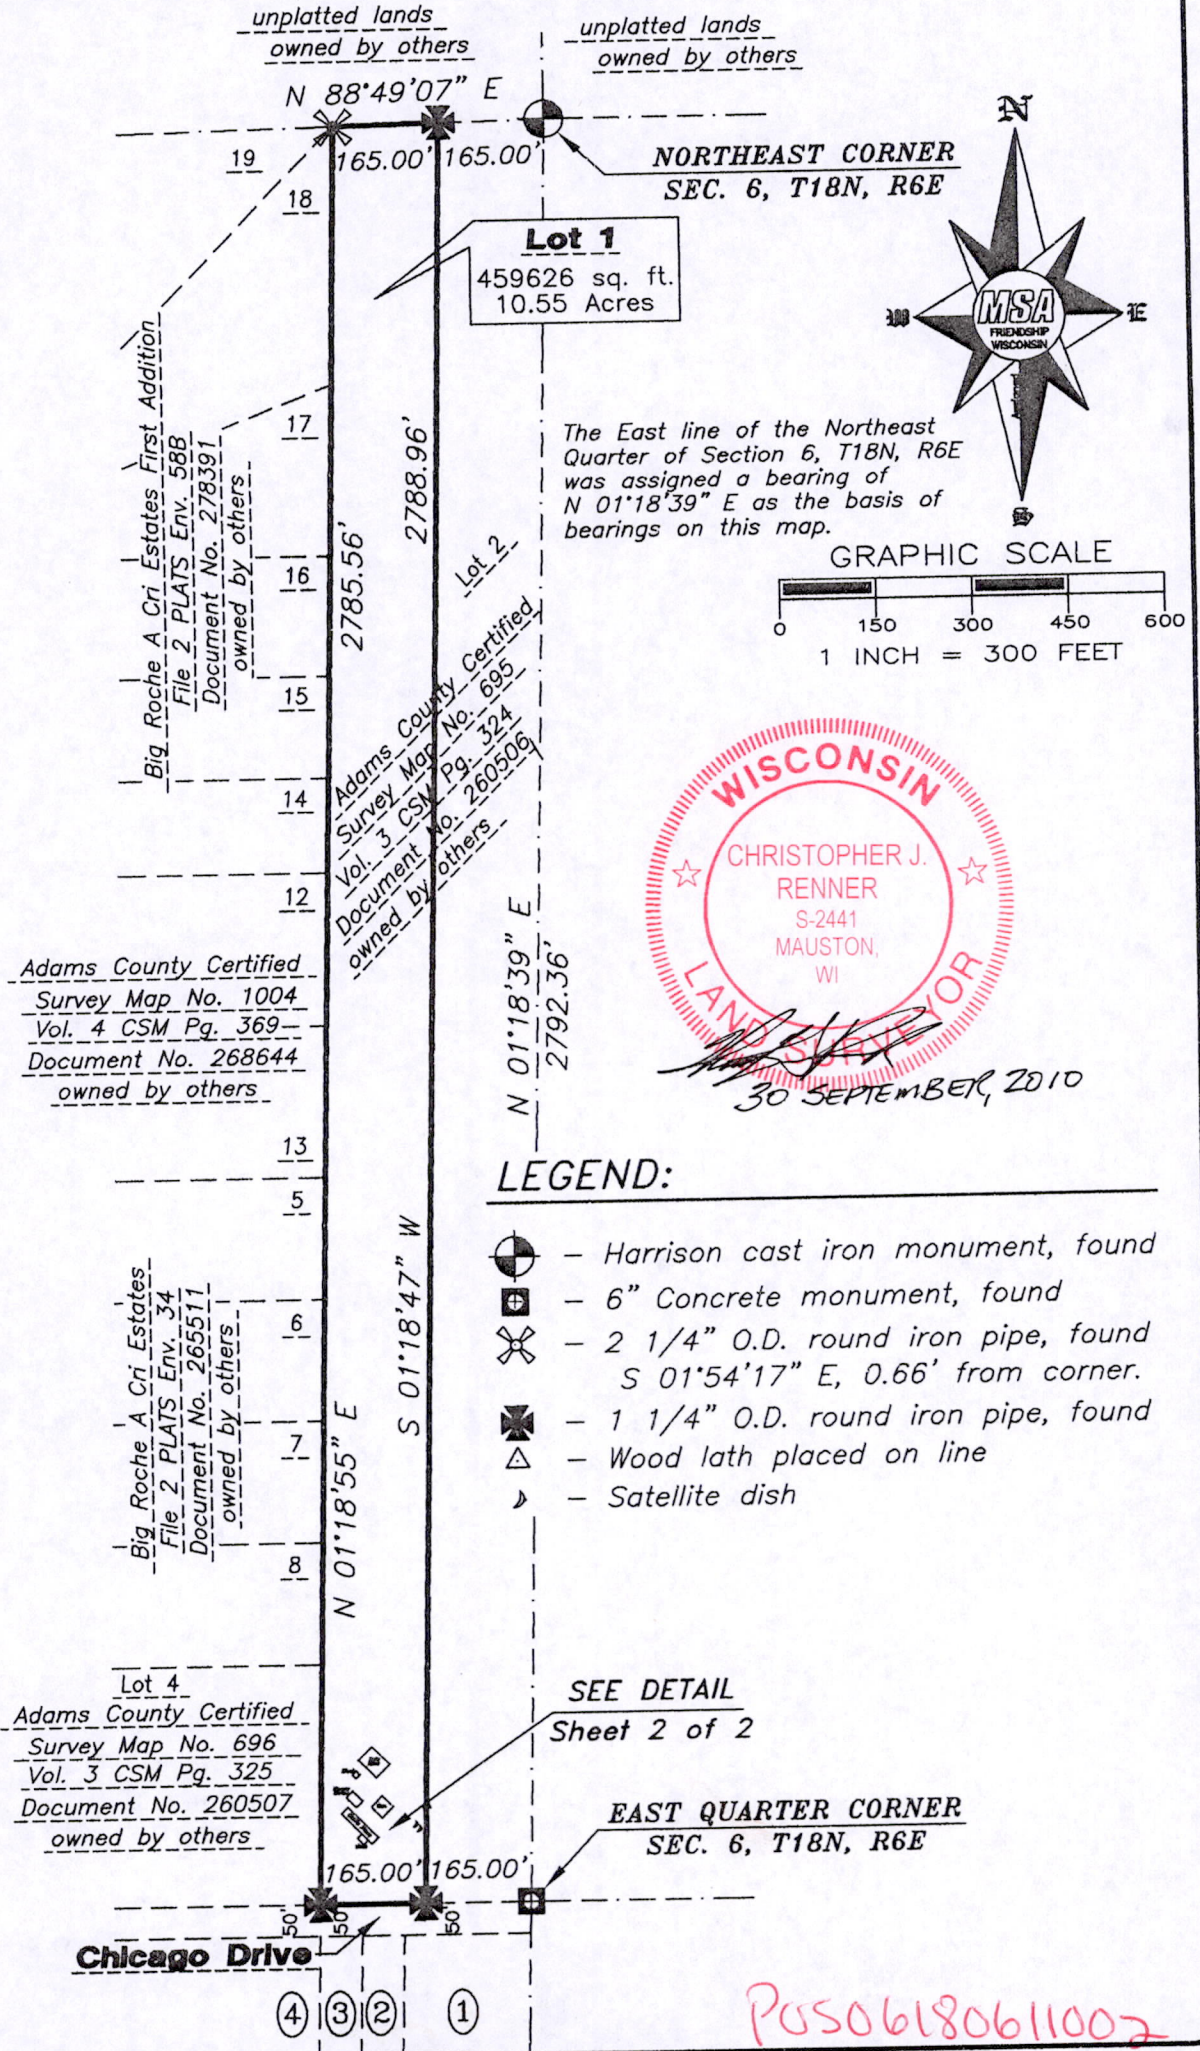 unplatted lands
owned by others
unplatted lands
owned by others
N 88°49'07" E
165.00' 165.00'
NORTHEAST CORNER
SEC. 6, T18N, R6E
N
W
E
S
MSA
FRIENDSHIP
WISCONSIN
19
18
17
16
15
14
12
13
5
6
7
8
Lot 1
459626 sq. ft.
10.55 Acres
Big Roche A Cri Estates First Addition
File 2 PLATS Env. 58B
Document No. 278391
owned by others
2785.56'
2788.96'
The East line of the Northeast
Quarter of Section 6, T18N, R6E
was assigned a bearing of
N 01°18'39" E as the basis of
bearings on this map.
GRAPHIC SCALE
0 150 300 450 600
1 INCH = 300 FEET
Lot 2
Adams County Certified
Survey Map No. 695
Vol. 3 CSM Pg. 324
Document No. 260506
owned by others
N 01°18'39" E
2792.36'
WISCONSIN
CHRISTOPHER J.
RENNER
S-2441
MAUSTON,
WI
LAND SURVEYOR
30 SEPTEMBER, 2010
Adams County Certified
Survey Map No. 1004
Vol. 4 CSM Pg. 369
Document No. 268644
owned by others
LEGEND:
– Harrison cast iron monument, found
– 6" Concrete monument, found
– 2 1/4" O.D. round iron pipe, found
S 01°54'17" E, 0.66' from corner.
– 1 1/4" O.D. round iron pipe, found
– Wood lath placed on line
– Satellite dish
Big Roche A Cri Estates
File 2 PLATS Env. 34
Document No. 265511
owned by others
S 01°18'47" W
N 01°18'55" E
Lot 4
Adams County Certified
Survey Map No. 696
Vol. 3 CSM Pg. 325
Document No. 260507
owned by others
SEE DETAIL
Sheet 2 of 2
EAST QUARTER CORNER
SEC. 6, T18N, R6E
165.00' 165.00'
50' 50' 50'
Chicago Drive
4 3 2 1
POS06180611002